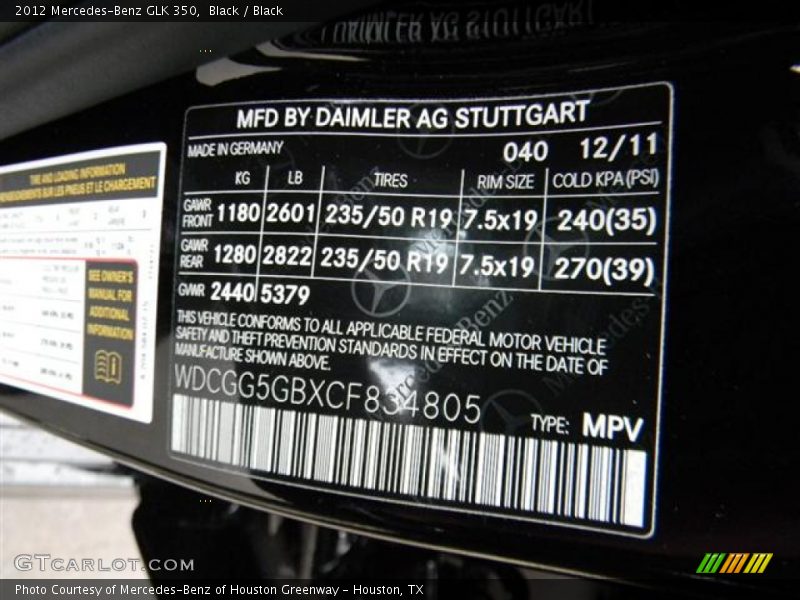 2012 Mercedes-Benz GLK 350,  Black / Black
MFD BY DAIMLER AG STUTTGART
MADE IN GERMANY 040 12/11
KG LB TIRES RIM SIZE COLD KPA(PSI)
GAWR FRONT 1180 2601 235/50 R19 7.5x19 240(35)
GAWR REAR 1280 2822 235/50 R19 7.5x19 270(39)
GVWR 2440 5379
THIS VEHICLE CONFORMS TO ALL APPLICABLE FEDERAL MOTOR VEHICLE
SAFETY AND THEFT PREVENTION STANDARDS IN EFFECT ON THE DATE OF
MANUFACTURE SHOWN ABOVE.
WDCGG5GBXCF834805
TYPE: MPV
TIRE AND LOADING INFORMATION
RENSEIGNEMENTS SUR LES PNEUS ET LE CHARGEMENT
SEE OWNER'S
MANUAL FOR
ADDITIONAL
INFORMATION
GTCARLOT.COM
Photo Courtesy of Mercedes-Benz of Houston Greenway - Houston, TX